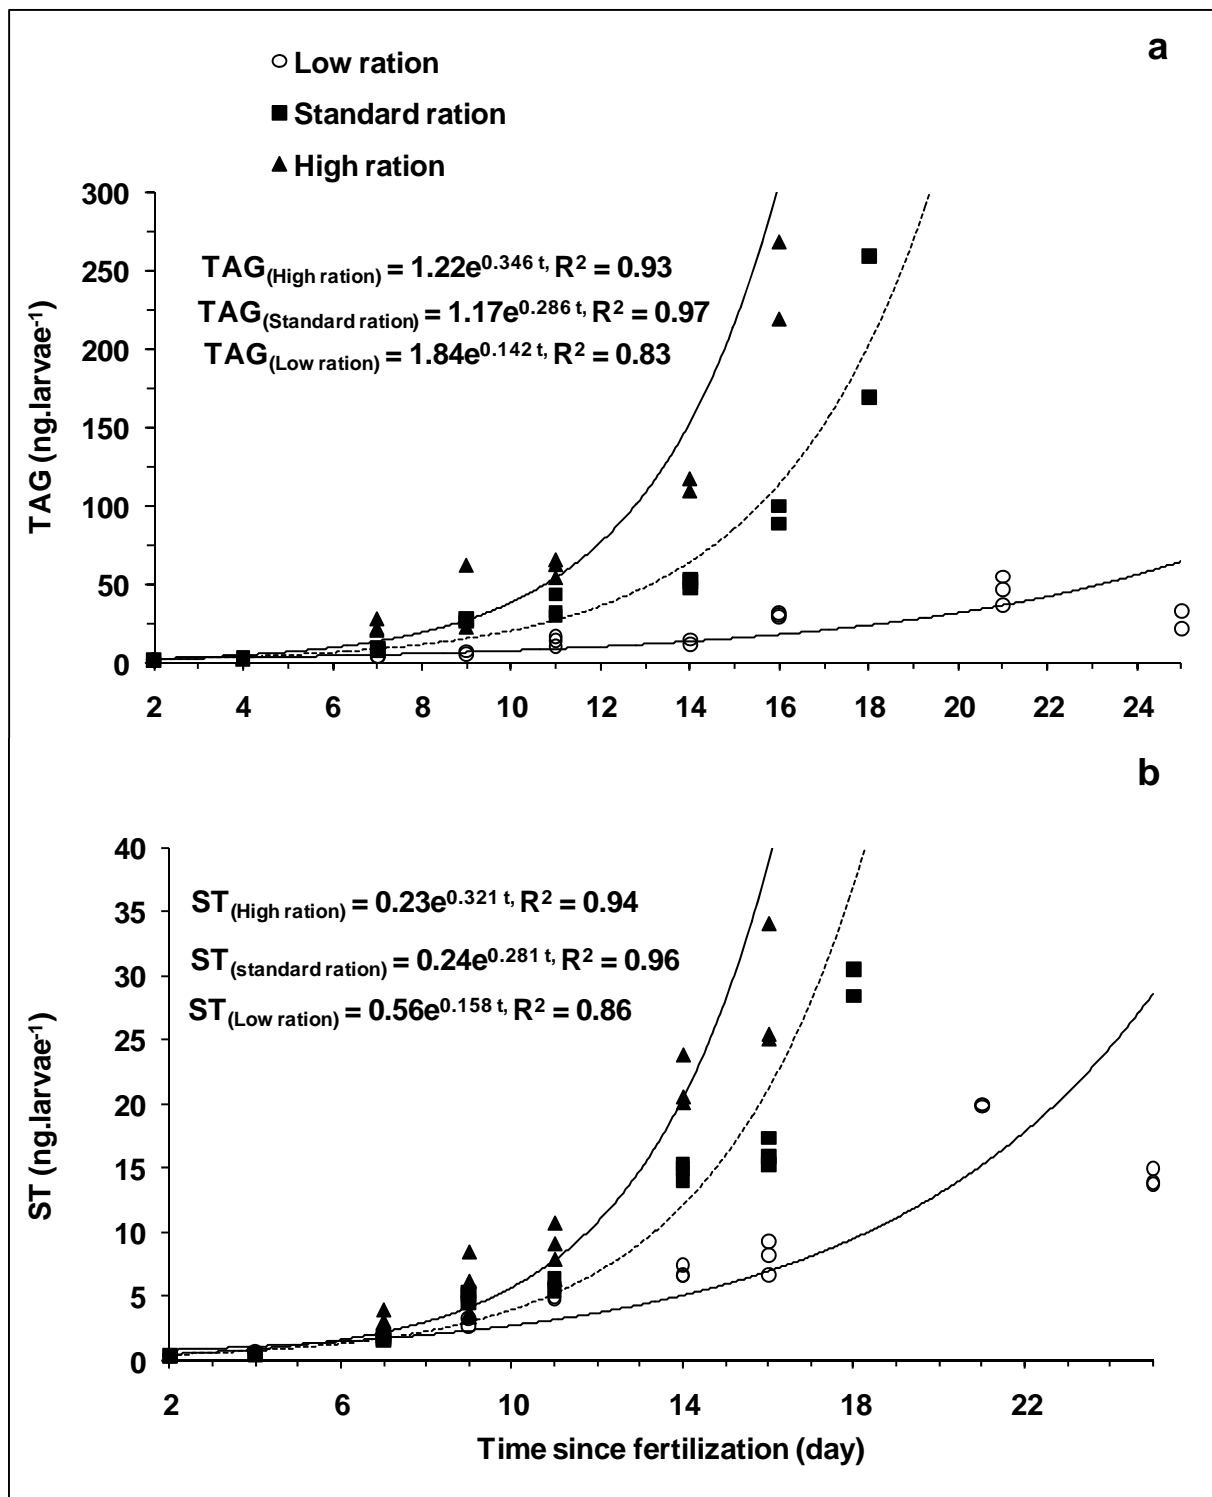 a
Low ration
Standard ration
High ration
300
250
200
150
100
50
0
TAG (ng.larvae-1)
TAG(High ration) = 1.22e0.346 t, R2 = 0.93
TAG(Standard ration) = 1.17e0.286 t, R2 = 0.97
TAG(Low ration) = 1.84e0.142 t, R2 = 0.83
2 4 6 8 10 12 14 16 18 20 22 24
b
40
35
30
25
20
15
10
5
0
ST (ng.larvae-1)
ST(High ration) = 0.23e0.321 t, R2 = 0.94
ST(standard ration) = 0.24e0.281 t, R2 = 0.96
ST(Low ration) = 0.56e0.158 t, R2 = 0.86
2 6 10 14 18 22
Time since fertilization (day)